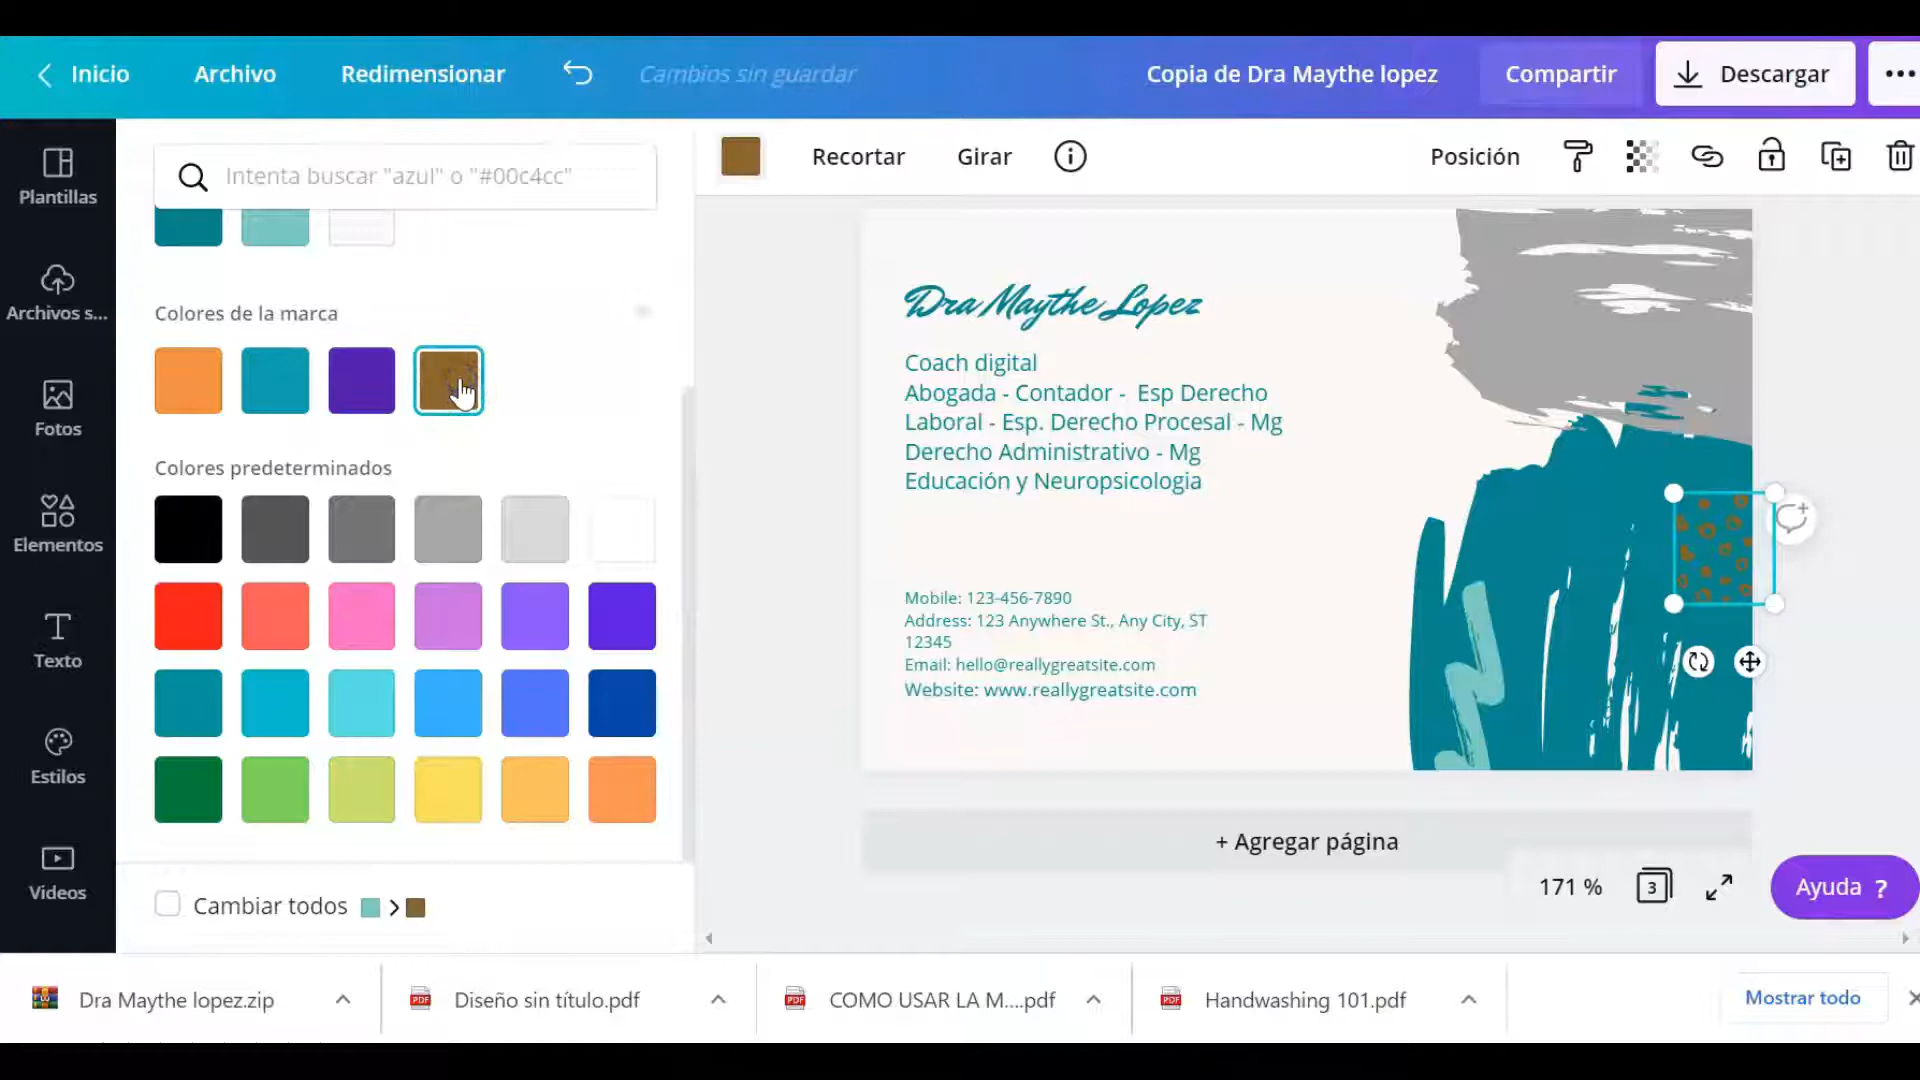 Inicio
Archivo
Redimensionar
Cambios sin guardar
Copia de Dra Maythe lopez
Compartir
Descargar
Plantillas
Archivos s...
Fotos
Elementos
Texto
Estilos
Videos
Intenta buscar "azul" o "#00c4cc"
Colores de la marca
Colores predeterminados
Cambiar todos
Recortar
Girar
Posición
Dra Maythe Lopez
Coach digital
Abogada - Contador - Esp Derecho
Laboral - Esp. Derecho Procesal - Mg
Derecho Administrativo - Mg
Educación y Neuropsicologia
Mobile: 123-456-7890
Address: 123 Anywhere St., Any City, ST
12345
Email: hello@reallygreatsite.com
Website: www.reallygreatsite.com
+ Agregar página
171 %
3
Ayuda ?
Dra Maythe lopez.zip
PDF
Diseño sin título.pdf
PDF
COMO USAR LA M....pdf
PDF
Handwashing 101.pdf
Mostrar todo